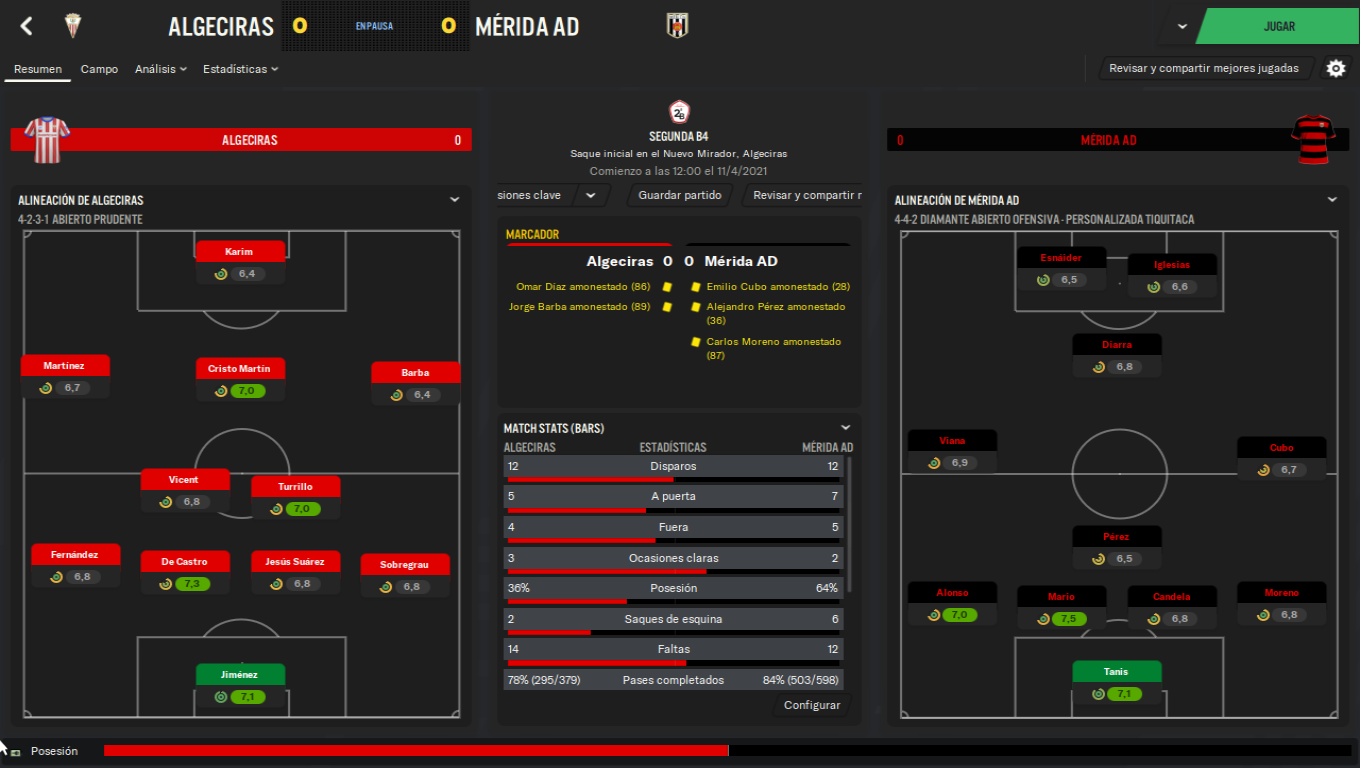 ALGECIRAS 0 EN PAUSA 0 MÉRIDA AD
JUGAR
Resumen Campo Análisis Estadísticas
Revisar y compartir mejores jugadas
ALGECIRAS 0
2ªB
SEGUNDA B4
Saque inicial en el Nuevo Mirador, Algeciras
Comienzo a las 12:00 el 11/4/2021
siones clave Guardar partido Revisar y compartir r
0 MÉRIDA AD
ALINEACIÓN DE ALGECIRAS
4-2-3-1 ABIERTO PRUDENTE
Karim
6,4
Martínez
6,7
Cristo Martín
7,0
Barba
6,4
Vicent
6,8
Turrillo
7,0
Fernández
6,8
De Castro
7,3
Jesús Suárez
6,8
Sobregrau
6,8
Jiménez
7,1
MARCADOR
Algeciras 0 0 Mérida AD
Omar Díaz amonestado (86)
Jorge Barba amonestado (89)
Emilio Cubo amonestado (28)
Alejandro Pérez amonestado
(36)
Carlos Moreno amonestado
(87)
MATCH STATS (BARS)
ALGECIRAS ESTADÍSTICAS MÉRIDA AD
12 Disparos 12
5 A puerta 7
4 Fuera 5
3 Ocasiones claras 2
36% Posesión 64%
2 Saques de esquina 6
14 Faltas 12
78% (295/379) Pases completados 84% (503/598)
Configurar
ALINEACIÓN DE MÉRIDA AD
4-4-2 DIAMANTE ABIERTO OFENSIVA - PERSONALIZADA TIQUITACA
Esnáider
6,5
Iglesias
6,6
Diarra
6,8
Viana
6,9
Cubo
6,7
Pérez
6,5
Alonso
7,0
Mario
7,5
Candela
6,8
Moreno
6,8
Tanis
7,1
Posesión